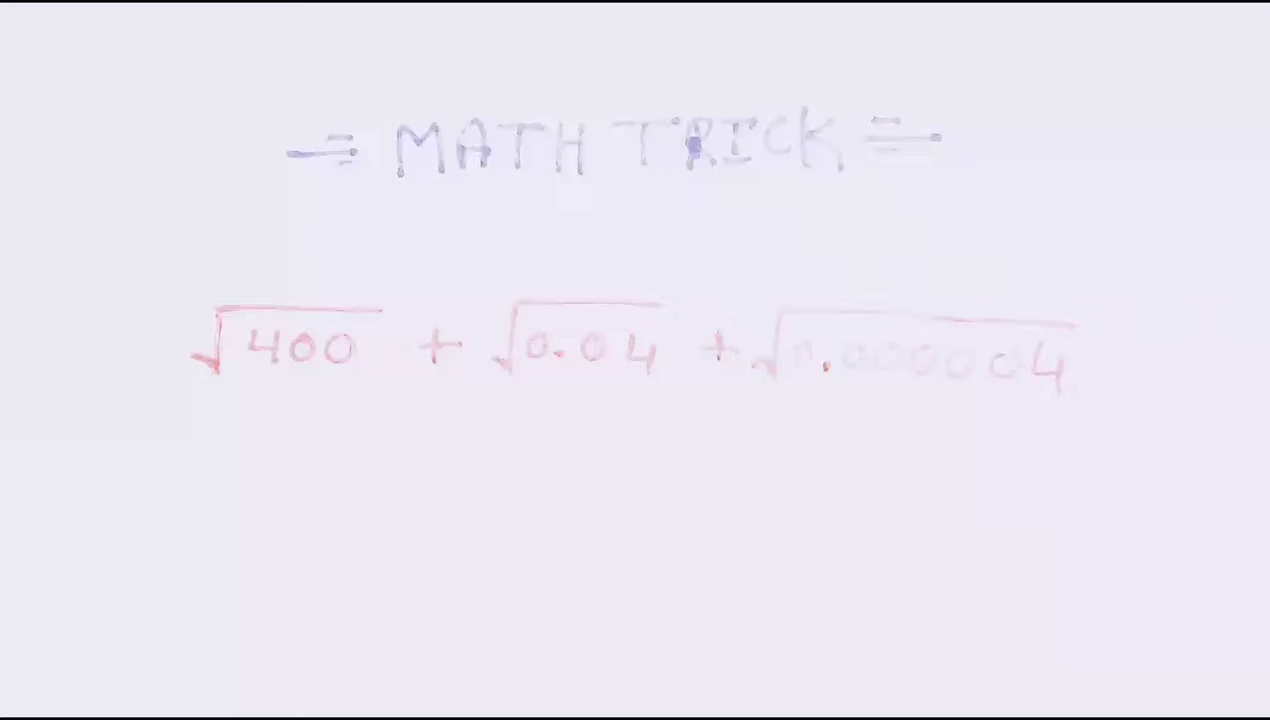 = MATH TRICK =
√400 + √0.04 + √0.000004